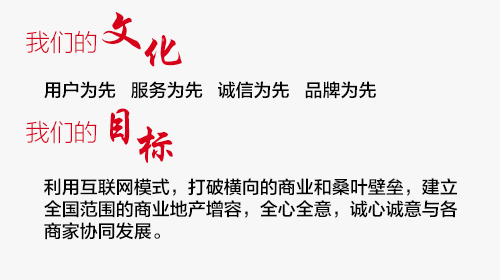 我们的文化
用户为先 服务为先 诚信为先 品牌为先
我们的目标
利用互联网模式，打破横向的商业和桑叶壁垒，建立
全国范围的商业地产增容，全心全意，诚心诚意与各
商家协同发展。